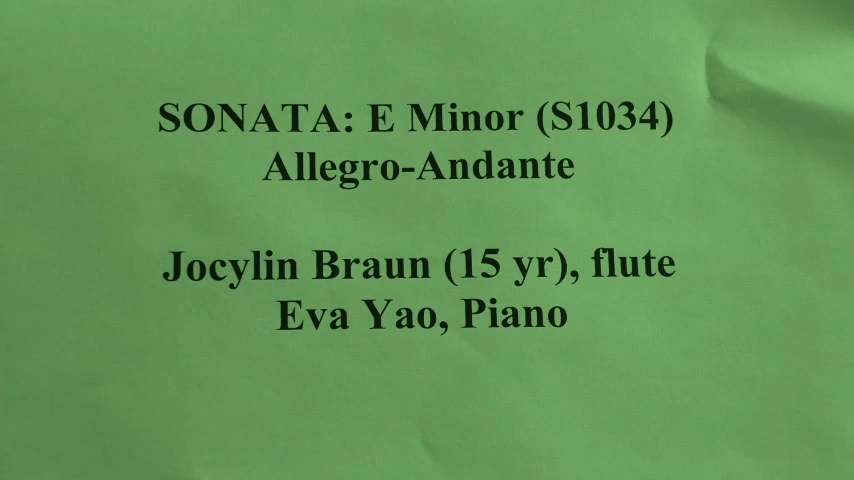 SONATA: E Minor (S1034)
Allegro-Andante
Jocylin Braun (15 yr), flute
Eva Yao, Piano